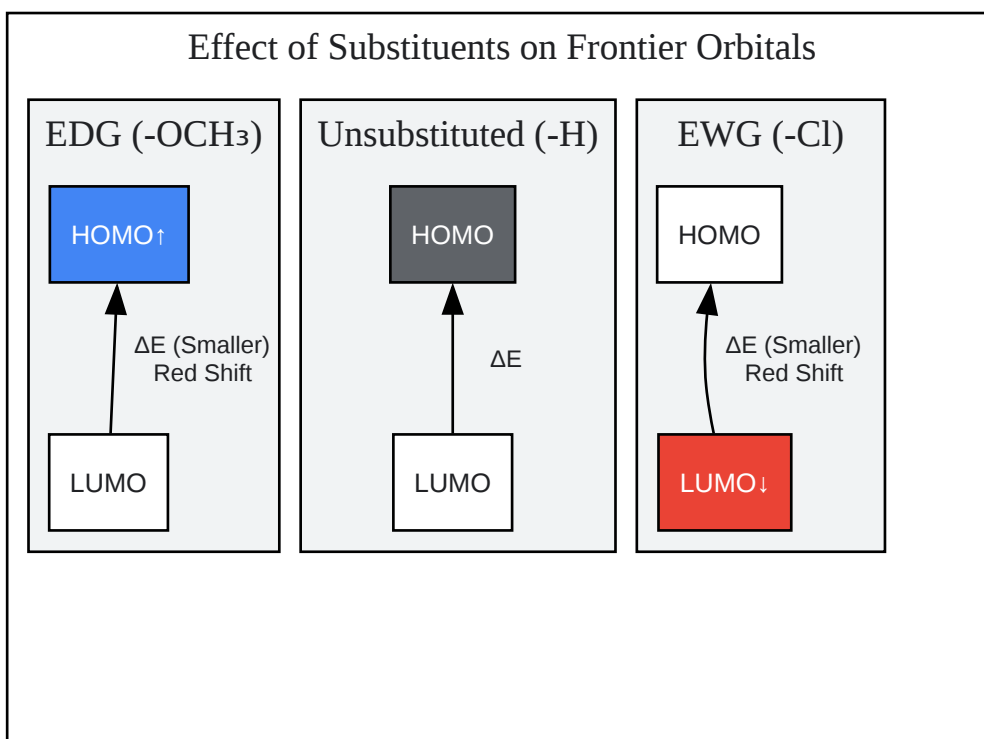 Effect of Substituents on Frontier Orbitals
EDG (-OCH₃)
HOMO↑
ΔE (Smaller)
Red Shift
LUMO
Unsubstituted (-H)
HOMO
ΔE
LUMO
EWG (-Cl)
HOMO
ΔE (Smaller)
Red Shift
LUMO↓